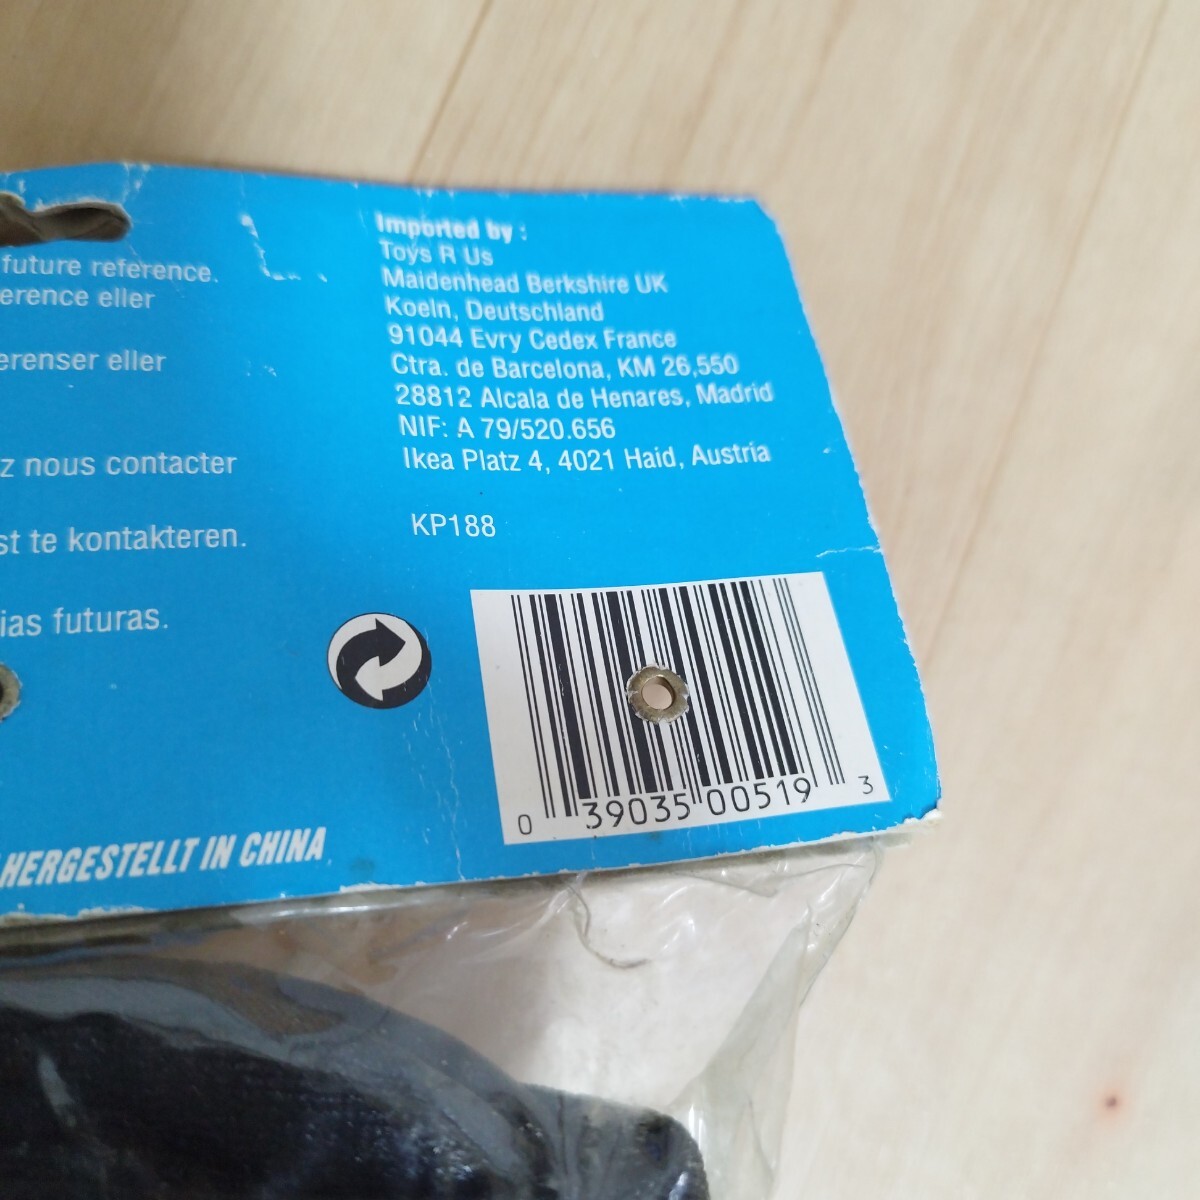 future reference.
erence eller
erenser eller
z nous contacter
st te kontakteren.
ias futuras.
HERGESTELLT IN CHINA
Imported by :
Toys R Us
Maidenhead Berkshire UK
Koeln, Deutschland
91044 Evry Cedex France
Ctra. de Barcelona, KM 26,550
28812 Alcala de Henares, Madrid
NIF: A 79/520.656
Ikea Platz 4, 4021 Haid, Austria
KP188
0 39035 00519 3